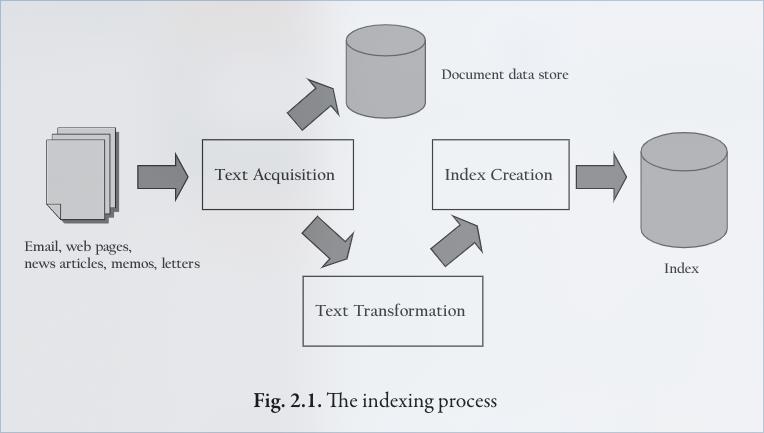 Document data store
Text Acquisition
Index Creation
Email, web pages,
news articles, memos, letters
Index
Text Transformation
Fig. 2.1. The indexing process